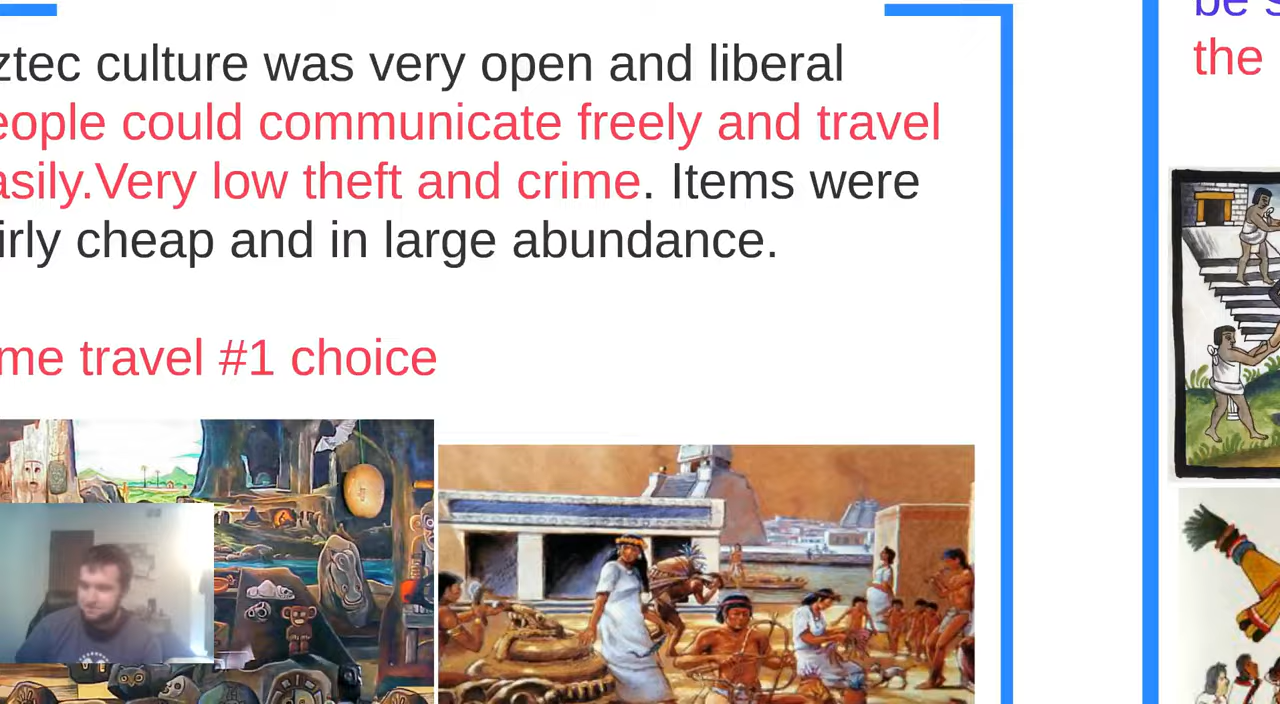 ztec culture was very open and liberal
eople could communicate freely and travel
asily.Very low theft and crime. Items were
irly cheap and in large abundance.
me travel #1 choice
be s
the